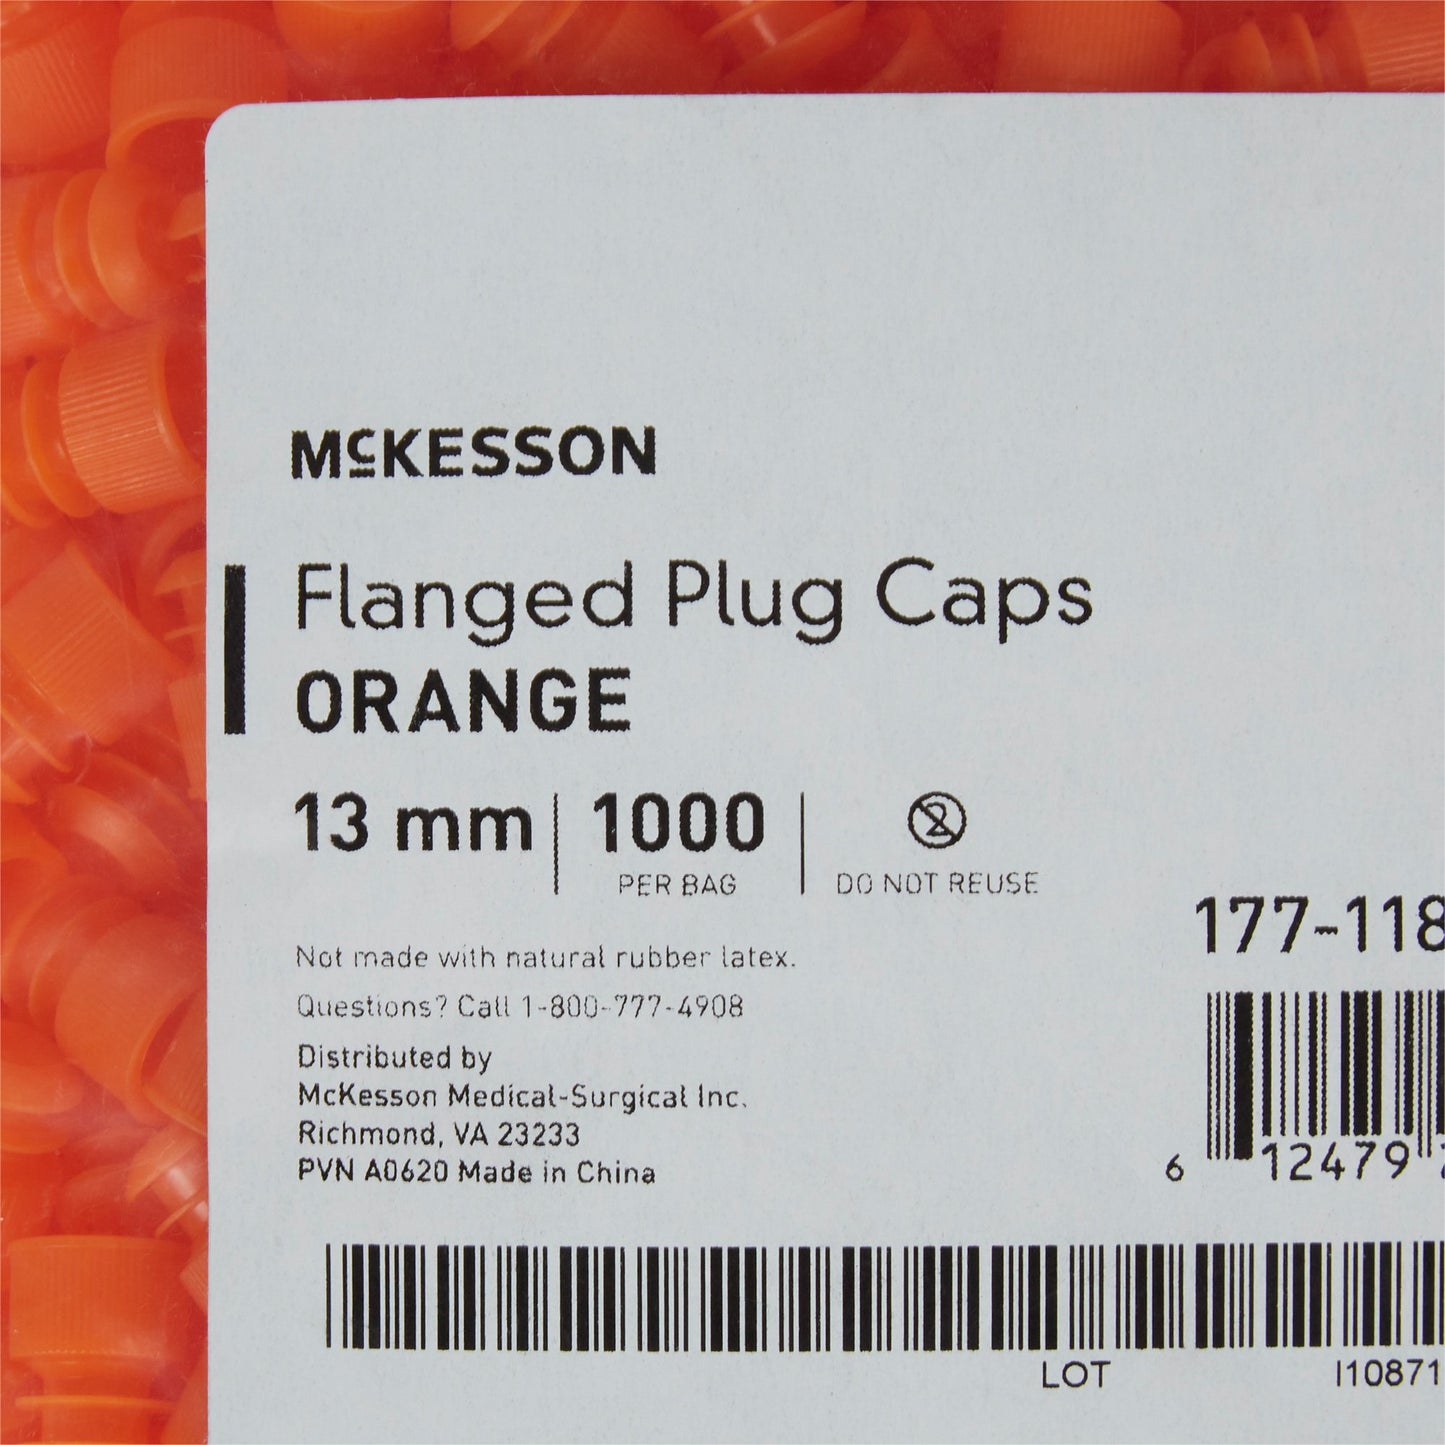 McKESSON
Flanged Plug Caps
ORANGE
13 mm
1000
PER BAG
2
DO NOT REUSE
Not made with natural rubber latex.
Questions? Call 1-800-777-4908
Distributed by
McKesson Medical-Surgical Inc.
Richmond, VA 23233
PVN A0620 Made in China
177-118
6 12479
LOT
I10871